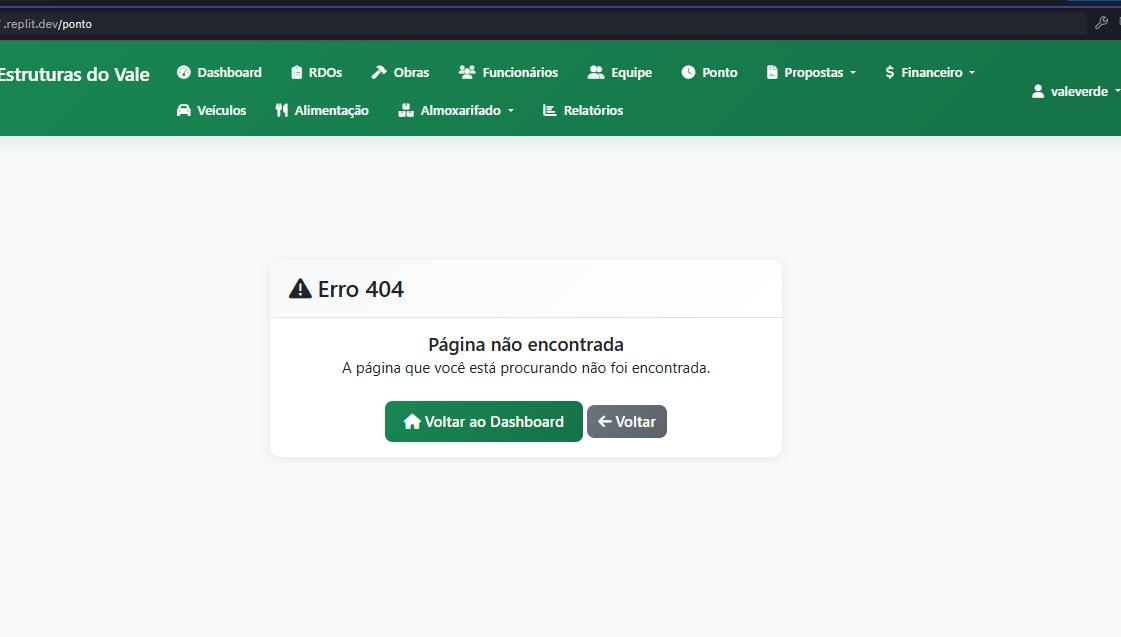 .replit.dev/ponto
Estruturas do Vale
Dashboard RDOs Obras Funcionários Equipe Ponto Propostas $ Financeiro
valeverde
Veículos Alimentação Almoxarifado Relatórios
Erro 404
Página não encontrada
A página que você está procurando não foi encontrada.
Voltar ao Dashboard Voltar